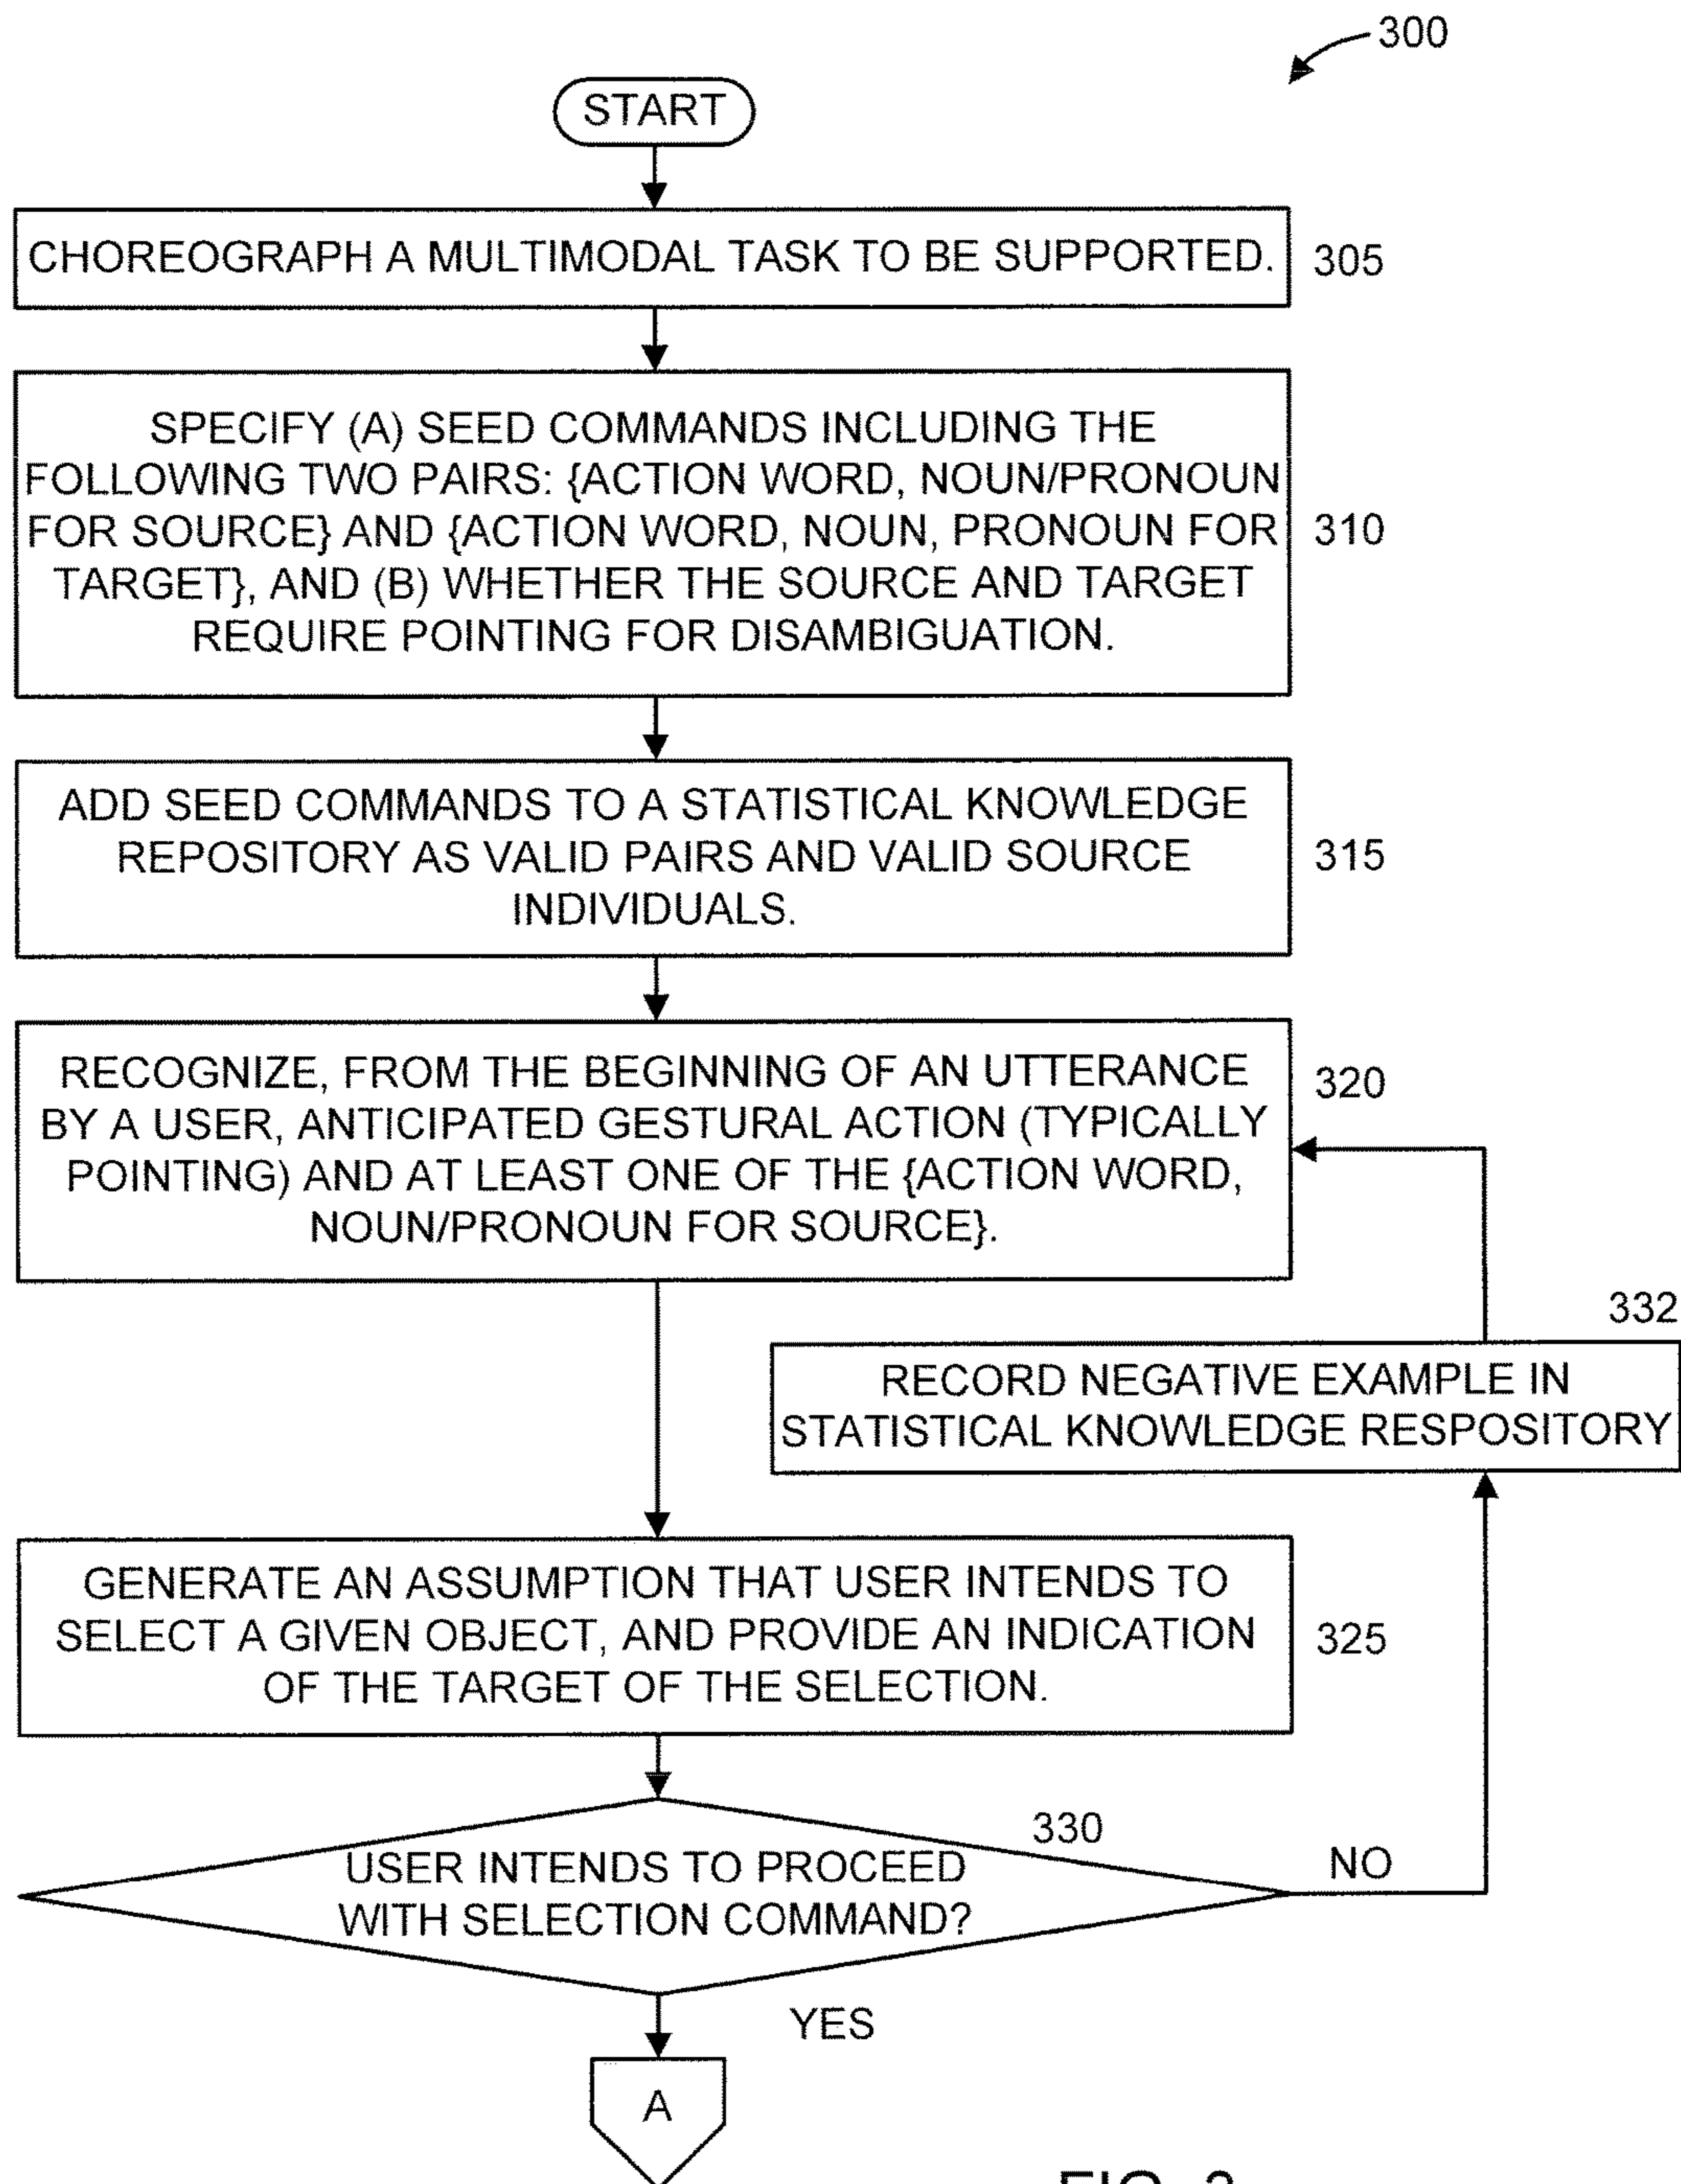 300
START
CHOREOGRAPH A MULTIMODAL TASK TO BE SUPPORTED.
305
SPECIFY (A) SEED COMMANDS INCLUDING THE
FOLLOWING TWO PAIRS: {ACTION WORD, NOUN/PRONOUN
FOR SOURCE} AND {ACTION WORD, NOUN, PRONOUN FOR
TARGET}, AND (B) WHETHER THE SOURCE AND TARGET
REQUIRE POINTING FOR DISAMBIGUATION.
310
ADD SEED COMMANDS TO A STATISTICAL KNOWLEDGE
REPOSITORY AS VALID PAIRS AND VALID SOURCE
INDIVIDUALS.
315
RECOGNIZE, FROM THE BEGINNING OF AN UTTERANCE
BY A USER, ANTICIPATED GESTURAL ACTION (TYPICALLY
POINTING) AND AT LEAST ONE OF THE {ACTION WORD,
NOUN/PRONOUN FOR SOURCE}.
320
332
RECORD NEGATIVE EXAMPLE IN
STATISTICAL KNOWLEDGE RESPOSITORY
GENERATE AN ASSUMPTION THAT USER INTENDS TO
SELECT A GIVEN OBJECT, AND PROVIDE AN INDICATION
OF THE TARGET OF THE SELECTION.
325
330
USER INTENDS TO PROCEED
WITH SELECTION COMMAND?
NO
YES
A